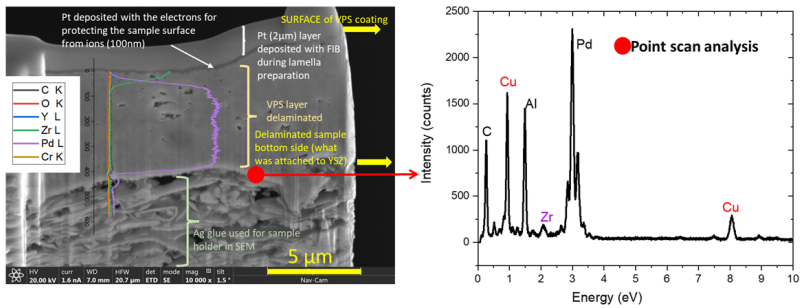 Pt deposited with the electrons for
protecting the sample surface
from ions (100nm)
SURFACE of VPS coating
Pt (2µm) layer
deposited with FIB
during lamella
preparation
C K
O K
Y L
Zr L
Pd L
Cr K
VPS layer
delaminated
Delaminated sample
bottom side (what
was attached to YSZ)
Ag glue used for sample
holder in SEM
5 µm
HV curr WD HFW det mode mag tilt
20.00 kV 1.6 nA 7.0 mm 20.7 µm ETD SE 10 000 x 1.5 °
Nav-Cam
Point scan analysis
Intensity (counts)
2500
2000
1500
1000
500
0
C
Cu
Al
Zr
Pd
Cu
0 1 2 3 4 5 6 7 8 9 10
Energy (eV)